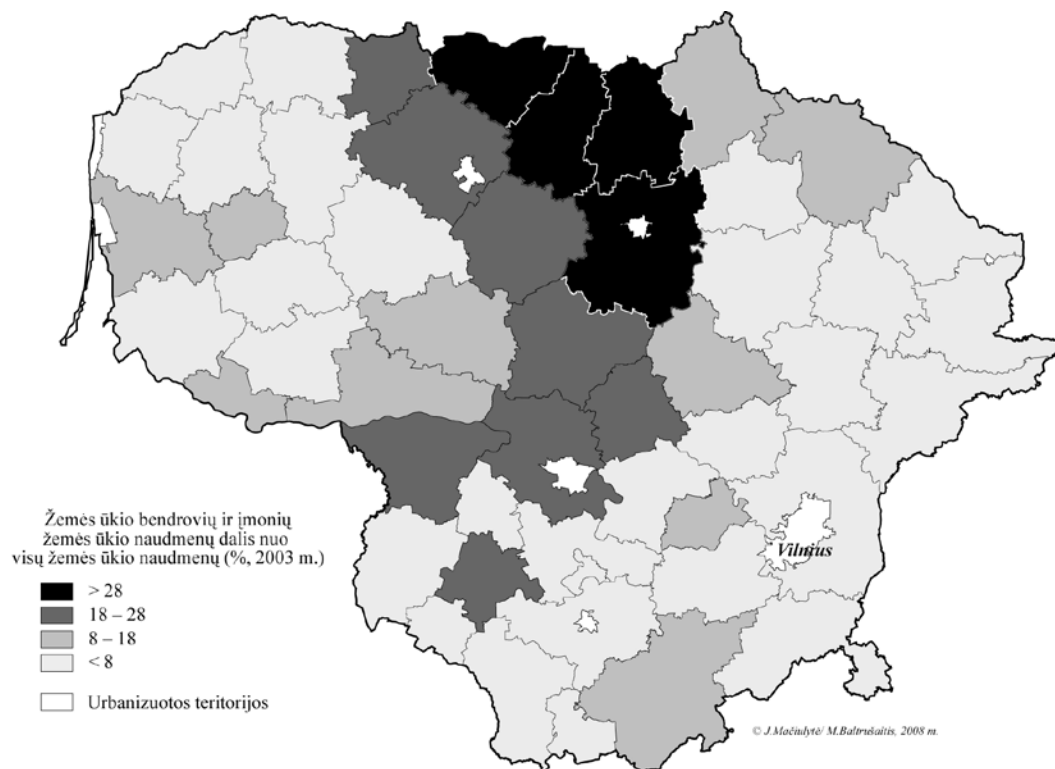 Žemės ūkio bendrovių ir įmonių
žemės ūkio naudmenų dalis nuo
visų žemės ūkio naudmenų (%, 2003 m.)
> 28
18 – 28
8 – 18
< 8
Urbanizuotos teritorijos
Vilnius
© J.Mačiulytė/ M.Baltrušaitis, 2008 m.